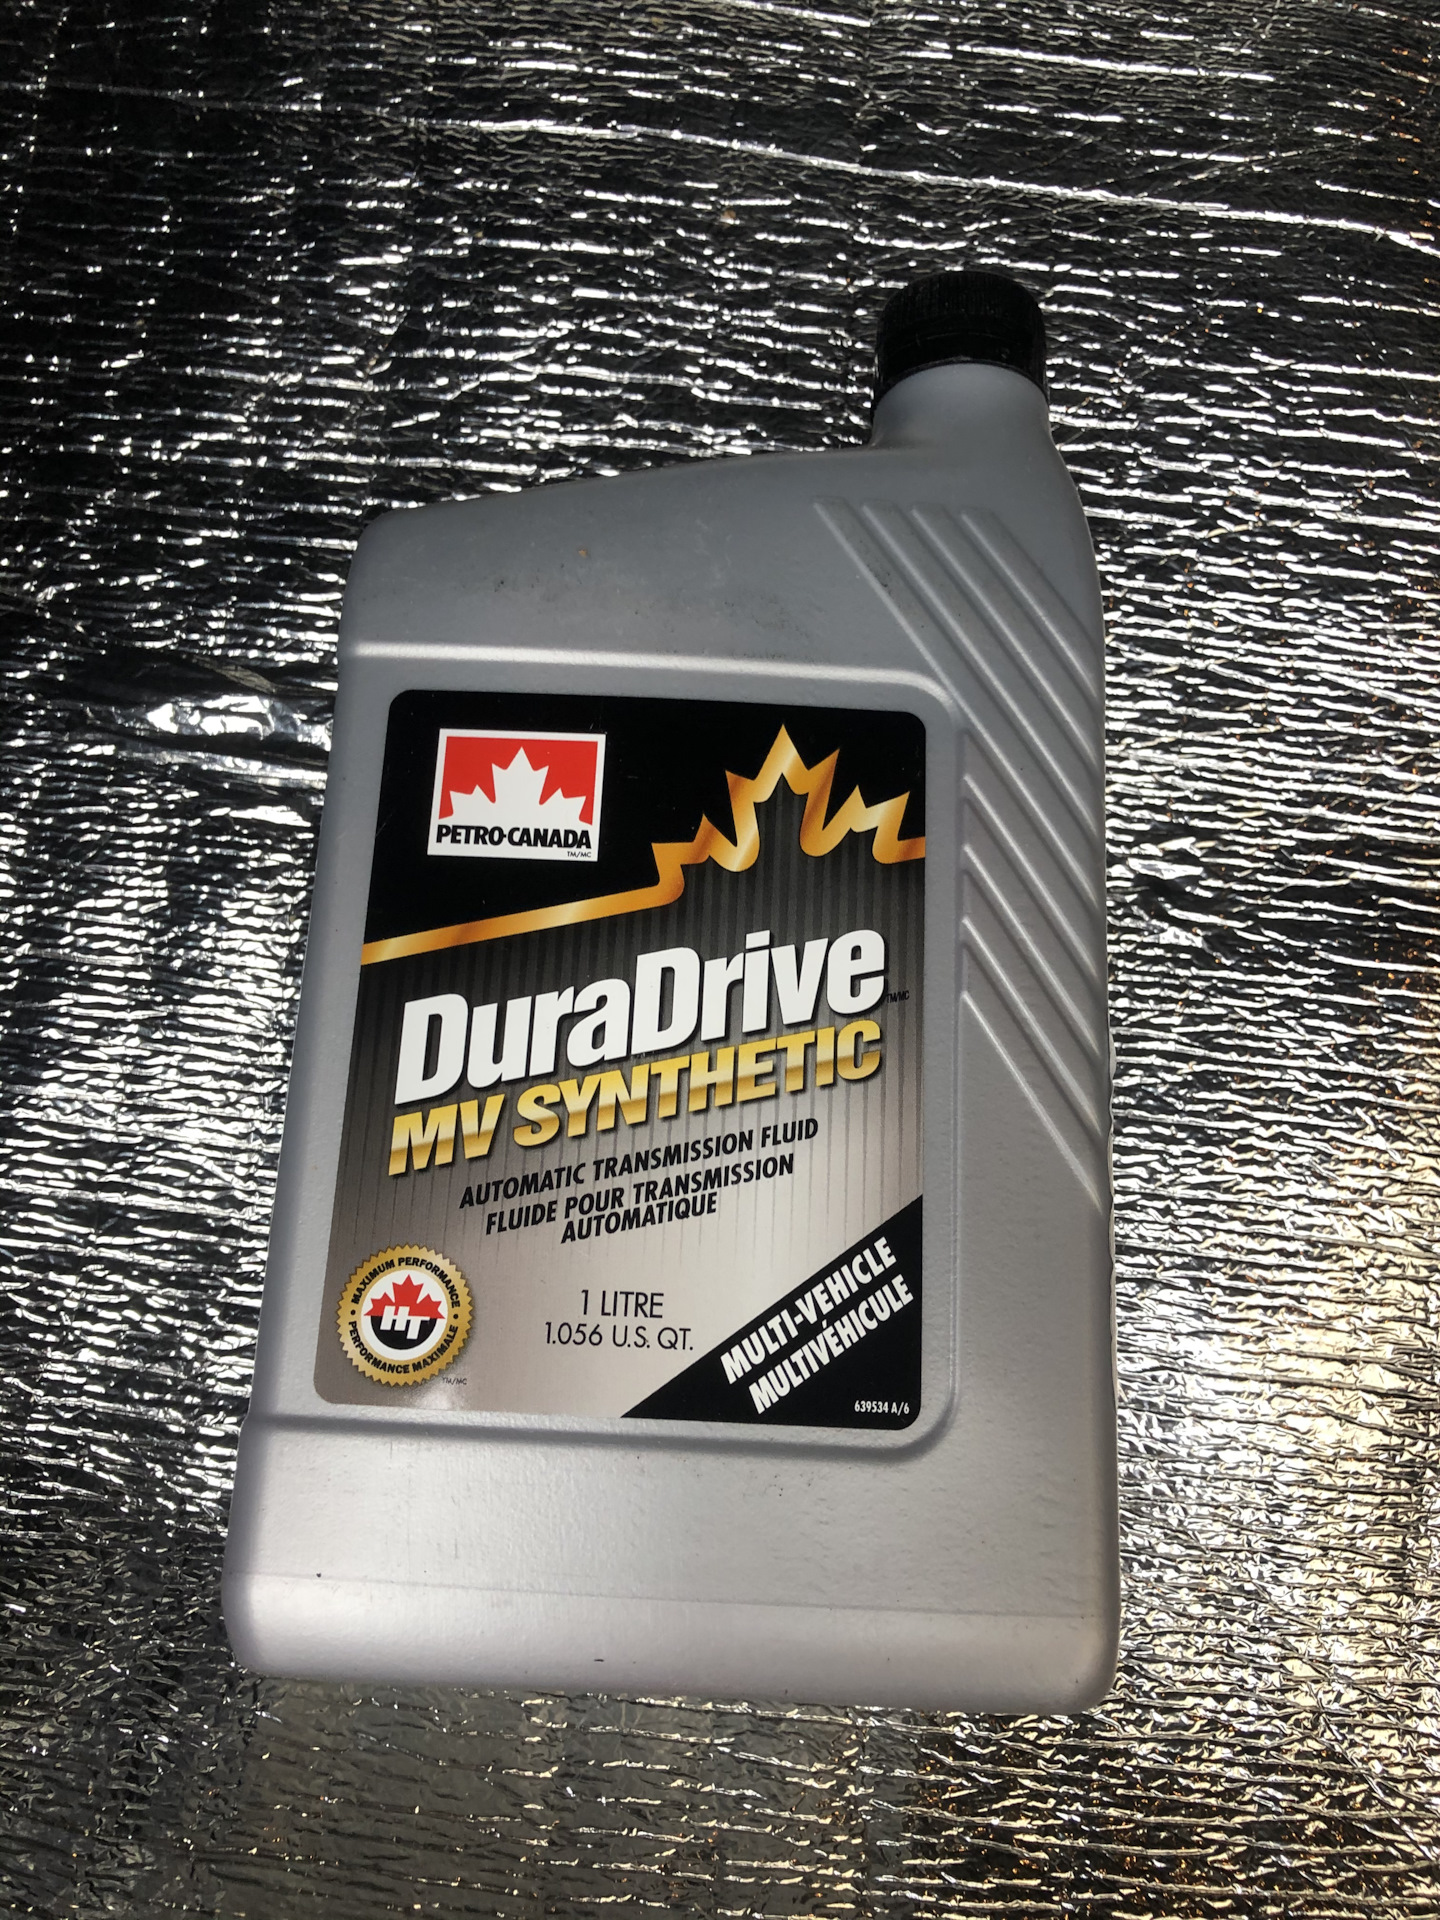 PETRO-CANADA
TM/MC
DuraDrive TM/MC
MV SYNTHETIC
AUTOMATIC TRANSMISSION FLUID
FLUIDE POUR TRANSMISSION
AUTOMATIQUE
MAXIMUM PERFORMANCE
HT
PERFORMANCE MAXIMALE
TM/MC
1 LITRE
1.056 U.S. QT.
MULTI-VEHICLE
MULTIVÉHICULE
639534 A/6